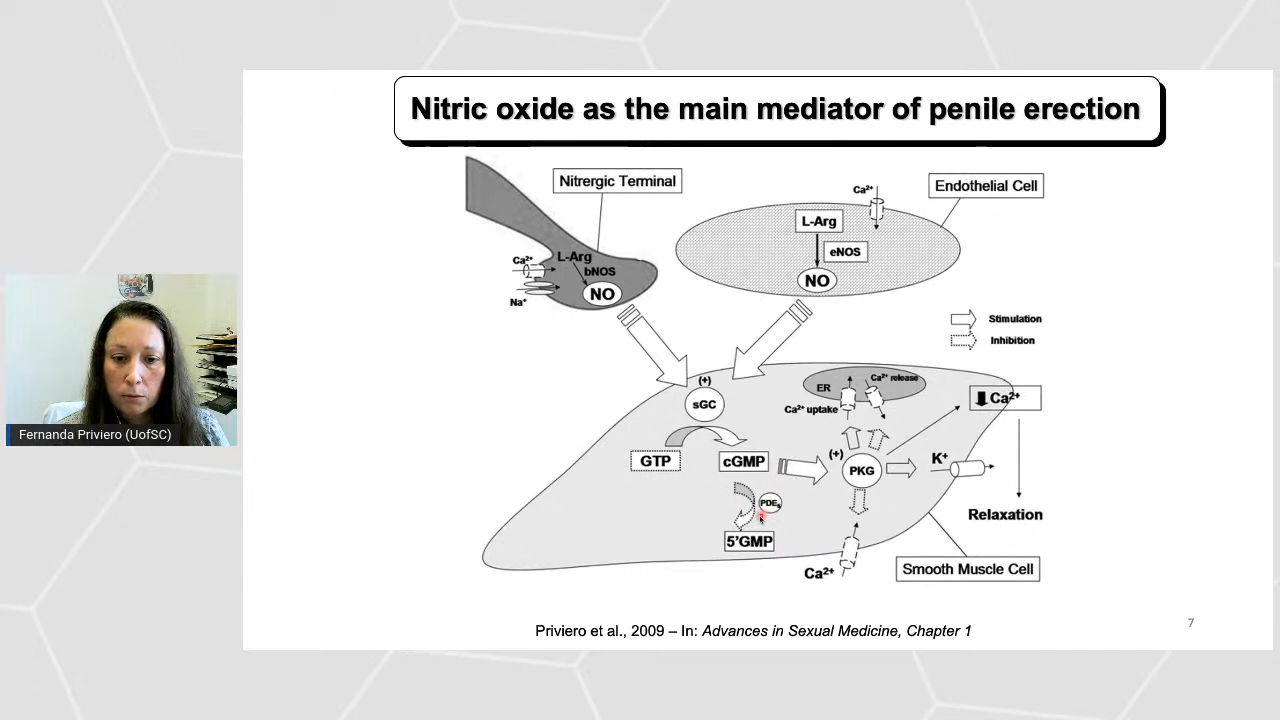 Nitric oxide as the main mediator of penile erection
Nitrergic Terminal
Endothelial Cell
Ca²⁺
L-Arg
eNOS
NO
Ca²⁺
L-Arg
bNOS
NO
Na⁺
Stimulation
Inhibition
(+)
sGC
ER
Ca²⁺ release
Ca²⁺ uptake
Ca²⁺
GTP
cGMP
(+)
PKG
K⁺
PDE₅
5'GMP
Relaxation
Ca²⁺
Smooth Muscle Cell
Fernanda Priviero (UofSC)
Priviero et al., 2009 – In: Advances in Sexual Medicine, Chapter 1
7